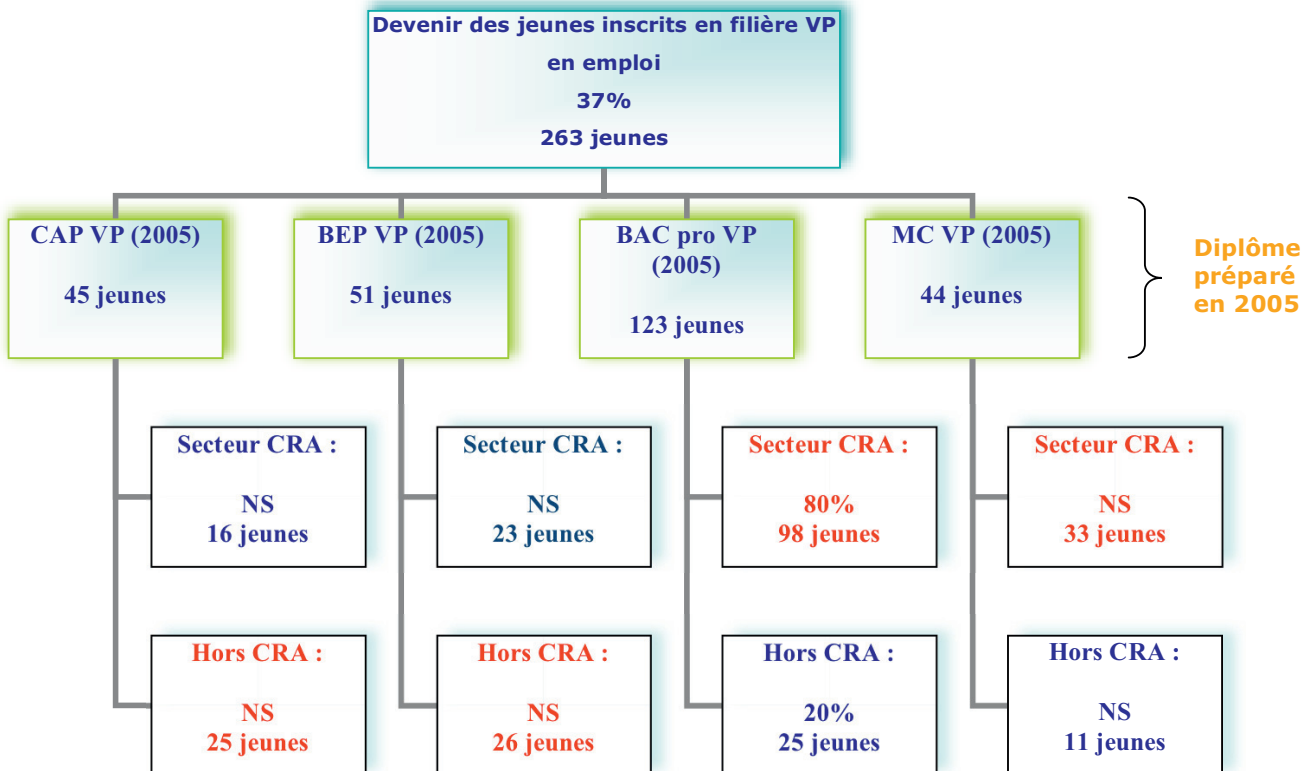 Devenir des jeunes inscrits en filière VP
en emploi
37%
263 jeunes
CAP VP (2005)
45 jeunes
BEP VP (2005)
51 jeunes
BAC pro VP
(2005)
123 jeunes
MC VP (2005)
44 jeunes
Diplôme
préparé
en 2005
Secteur CRA :
NS
16 jeunes
Secteur CRA :
NS
23 jeunes
Secteur CRA :
80%
98 jeunes
Secteur CRA :
NS
33 jeunes
Hors CRA :
NS
25 jeunes
Hors CRA :
NS
26 jeunes
Hors CRA :
20%
25 jeunes
Hors CRA :
NS
11 jeunes